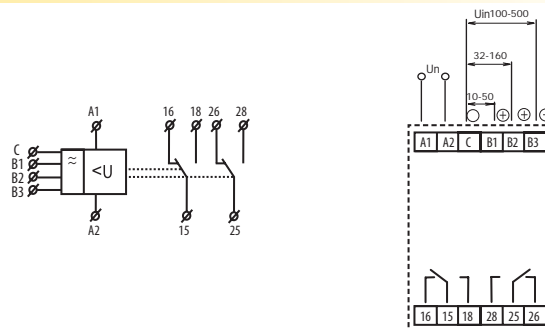 Uin100-500
32-160
Un
10-50
A1 A2 C B1 B2 B3
A1
16 18 26 28
C
B1
B2
B3
≂ <U
A2
15 25
16 15 18 28 25 26